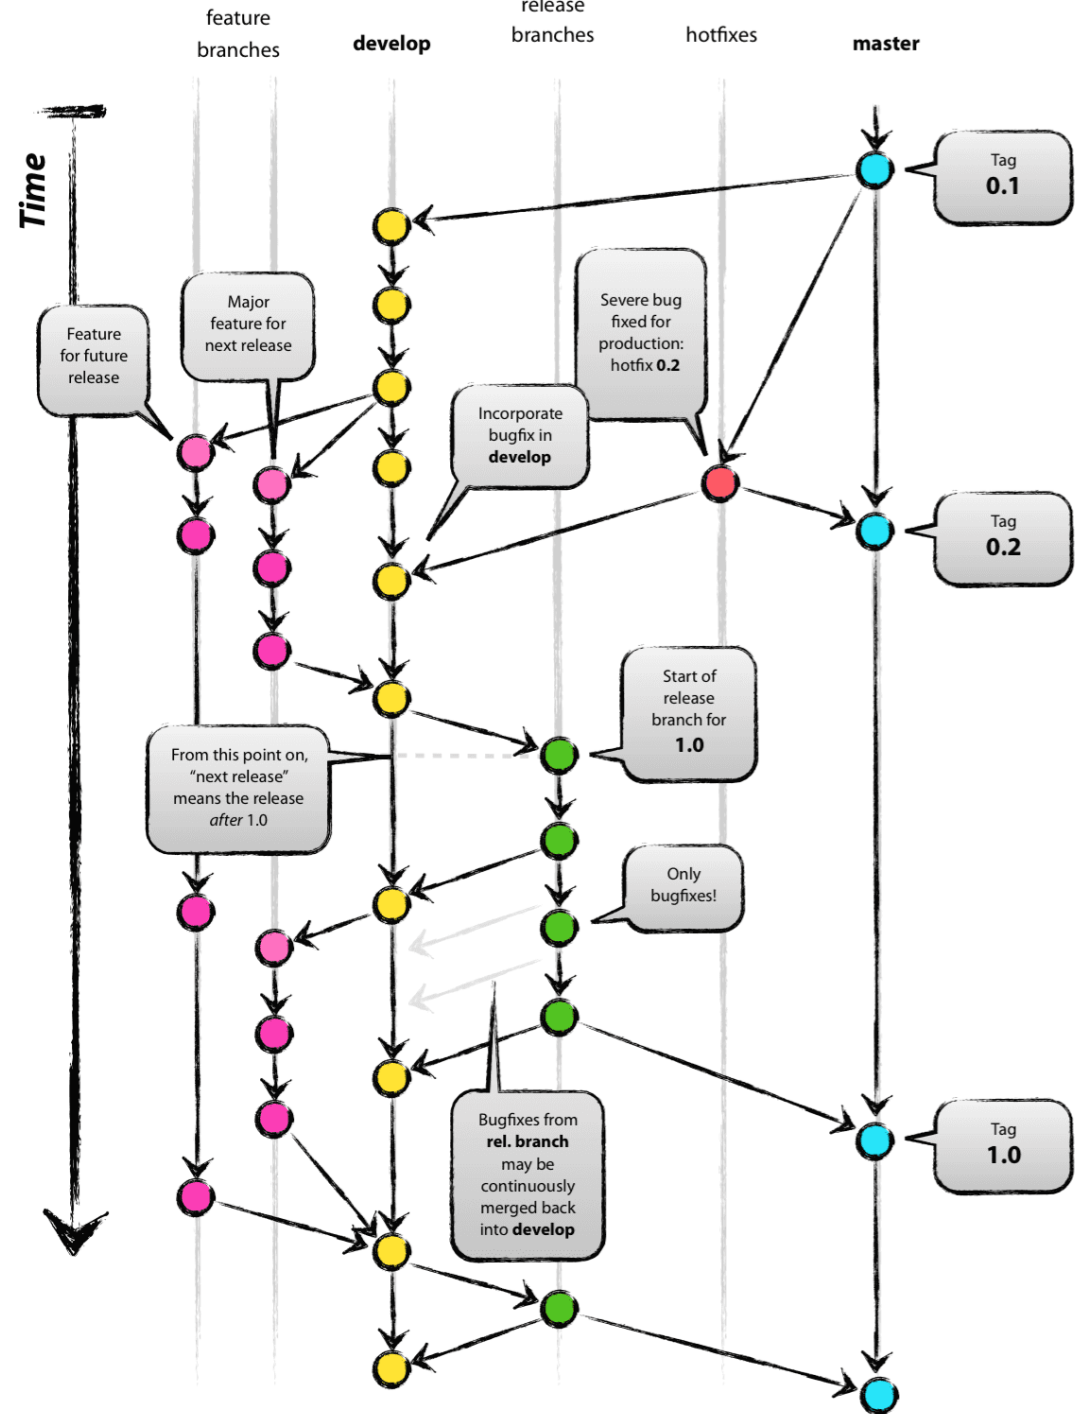 feature
branches
develop
release
branches
hotfixes
master
Time
Tag
0.1
Major
feature for
next release
Feature
for future
release
Severe bug
fixed for
production:
hotfix 0.2
Incorporate
bugfix in
develop
Tag
0.2
Start of
release
branch for
1.0
From this point on,
“next release”
means the release
after 1.0
Only
bugfixes!
Bugfixes from
rel. branch
may be
continuously
merged back
into develop
Tag
1.0